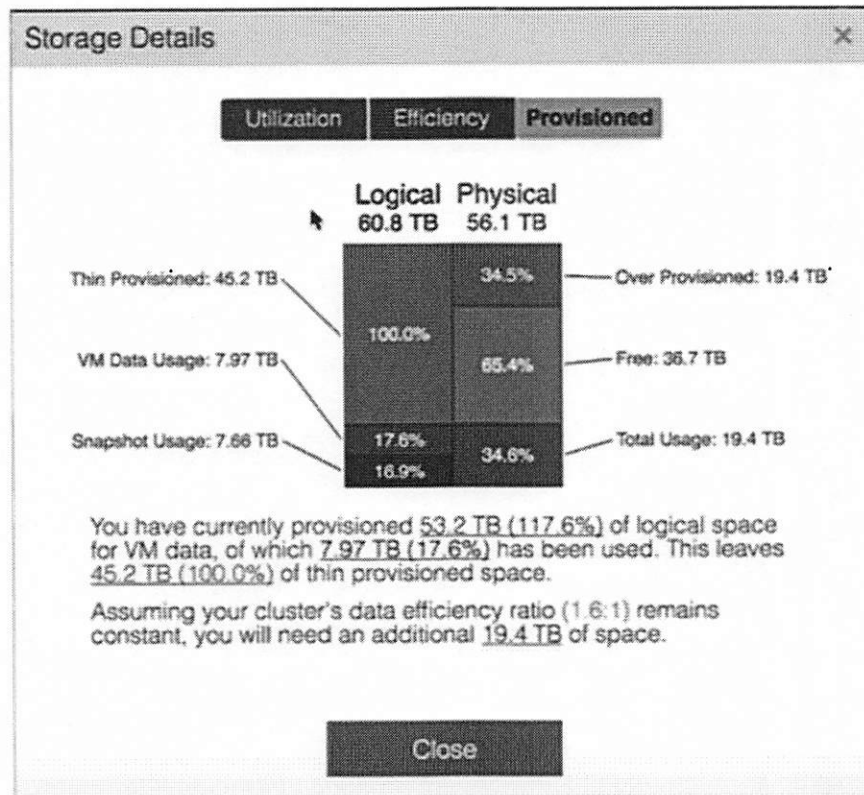 Storage Details ×
Utilization Efficiency Provisioned
Logical Physical
60.8 TB 56.1 TB
Thin Provisioned: 45.2 TB
VM Data Usage: 7.97 TB
Snapshot Usage: 7.66 TB
100.0%
17.6%
16.9%
34.5%
65.4%
34.6%
Over Provisioned: 19.4 TB
Free: 36.7 TB
Total Usage: 19.4 TB
You have currently provisioned 53.2 TB (117.6%) of logical space
for VM data, of which 7.97 TB (17.6%) has been used. This leaves
45.2 TB (100.0%) of thin provisioned space.
Assuming your cluster's data efficiency ratio (1.6:1) remains
constant, you will need an additional 19.4 TB of space.
Close